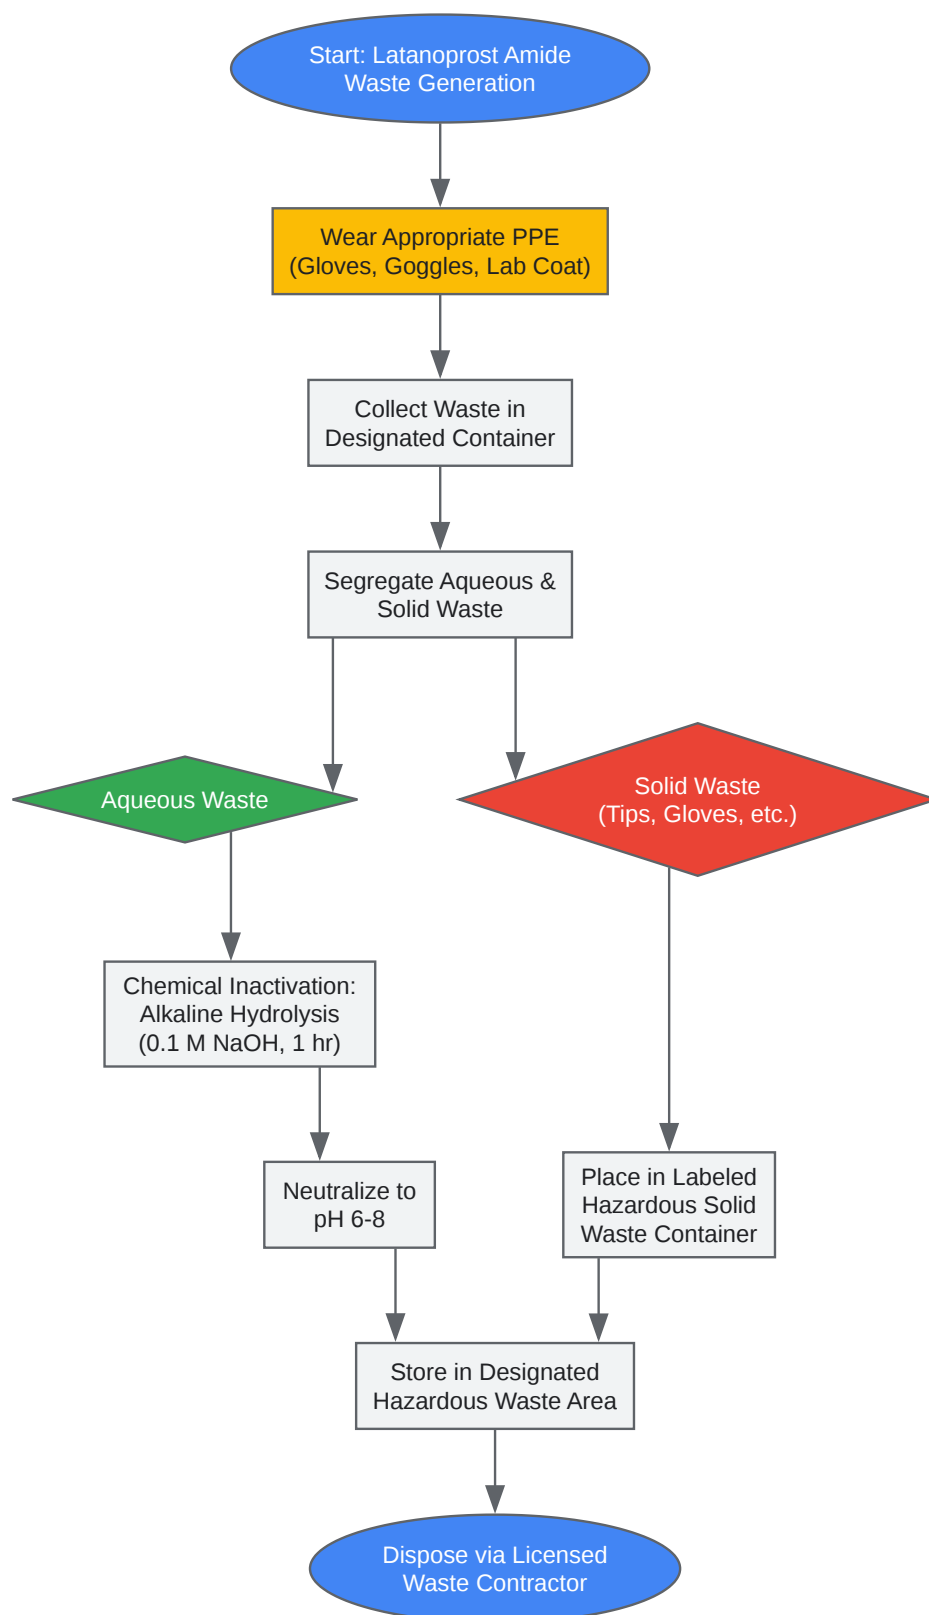 Start: Latanoprost Amide
Waste Generation
Wear Appropriate PPE
(Gloves, Goggles, Lab Coat)
Collect Waste in
Designated Container
Segregate Aqueous &
Solid Waste
Aqueous Waste
Solid Waste
(Tips, Gloves, etc.)
Chemical Inactivation:
Alkaline Hydrolysis
(0.1 M NaOH, 1 hr)
Neutralize to
pH 6-8
Place in Labeled
Hazardous Solid
Waste Container
Store in Designated
Hazardous Waste Area
Dispose via Licensed
Waste Contractor